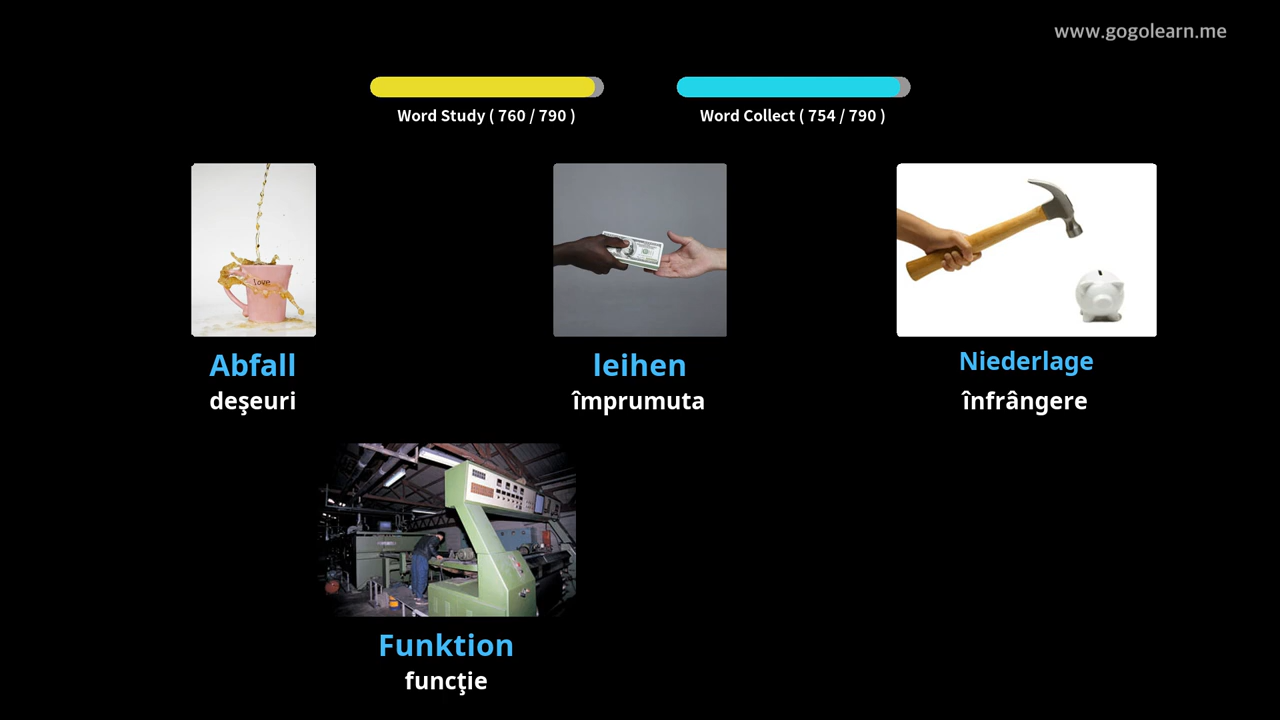 www.gogolearn.me
Word Study ( 760 / 790 )
Word Collect ( 754 / 790 )
love
Abfall
deşeuri
leihen
împrumuta
Niederlage
înfrângere
Funktion
funcţie